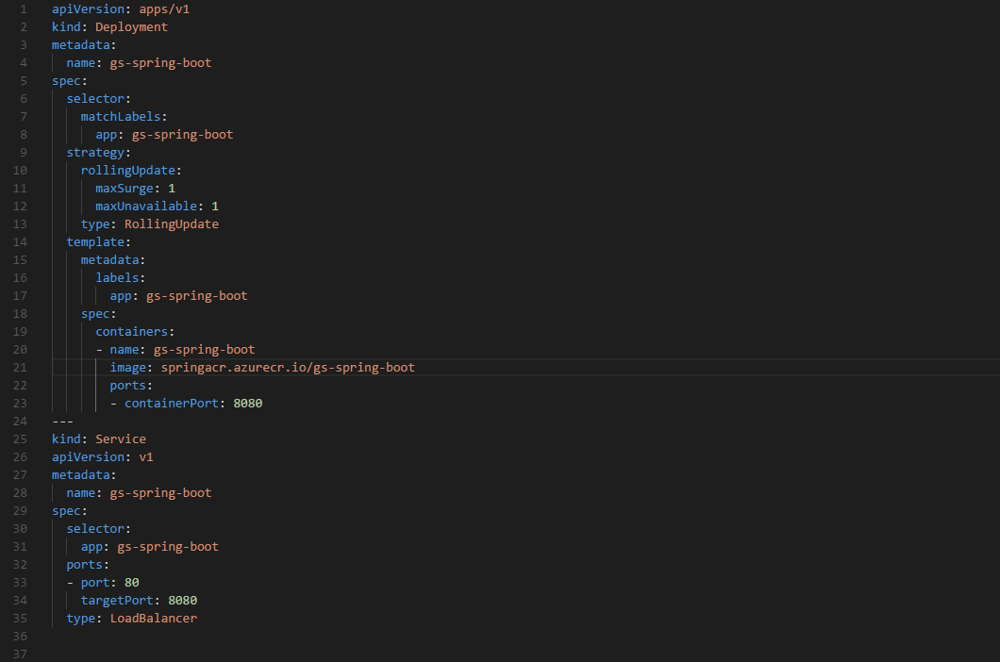 1 apiVersion: apps/v1
2 kind: Deployment
3 metadata:
4   name: gs-spring-boot
5 spec:
6   selector:
7     matchLabels:
8       app: gs-spring-boot
9   strategy:
10     rollingUpdate:
11       maxSurge: 1
12       maxUnavailable: 1
13     type: RollingUpdate
14   template:
15     metadata:
16       labels:
17         app: gs-spring-boot
18     spec:
19       containers:
20       - name: gs-spring-boot
21         image: springacr.azurecr.io/gs-spring-boot
22         ports:
23         - containerPort: 8080
24 ---
25 kind: Service
26 apiVersion: v1
27 metadata:
28   name: gs-spring-boot
29 spec:
30   selector:
31     app: gs-spring-boot
32   ports:
33   - port: 80
34     targetPort: 8080
35   type: LoadBalancer
36
37